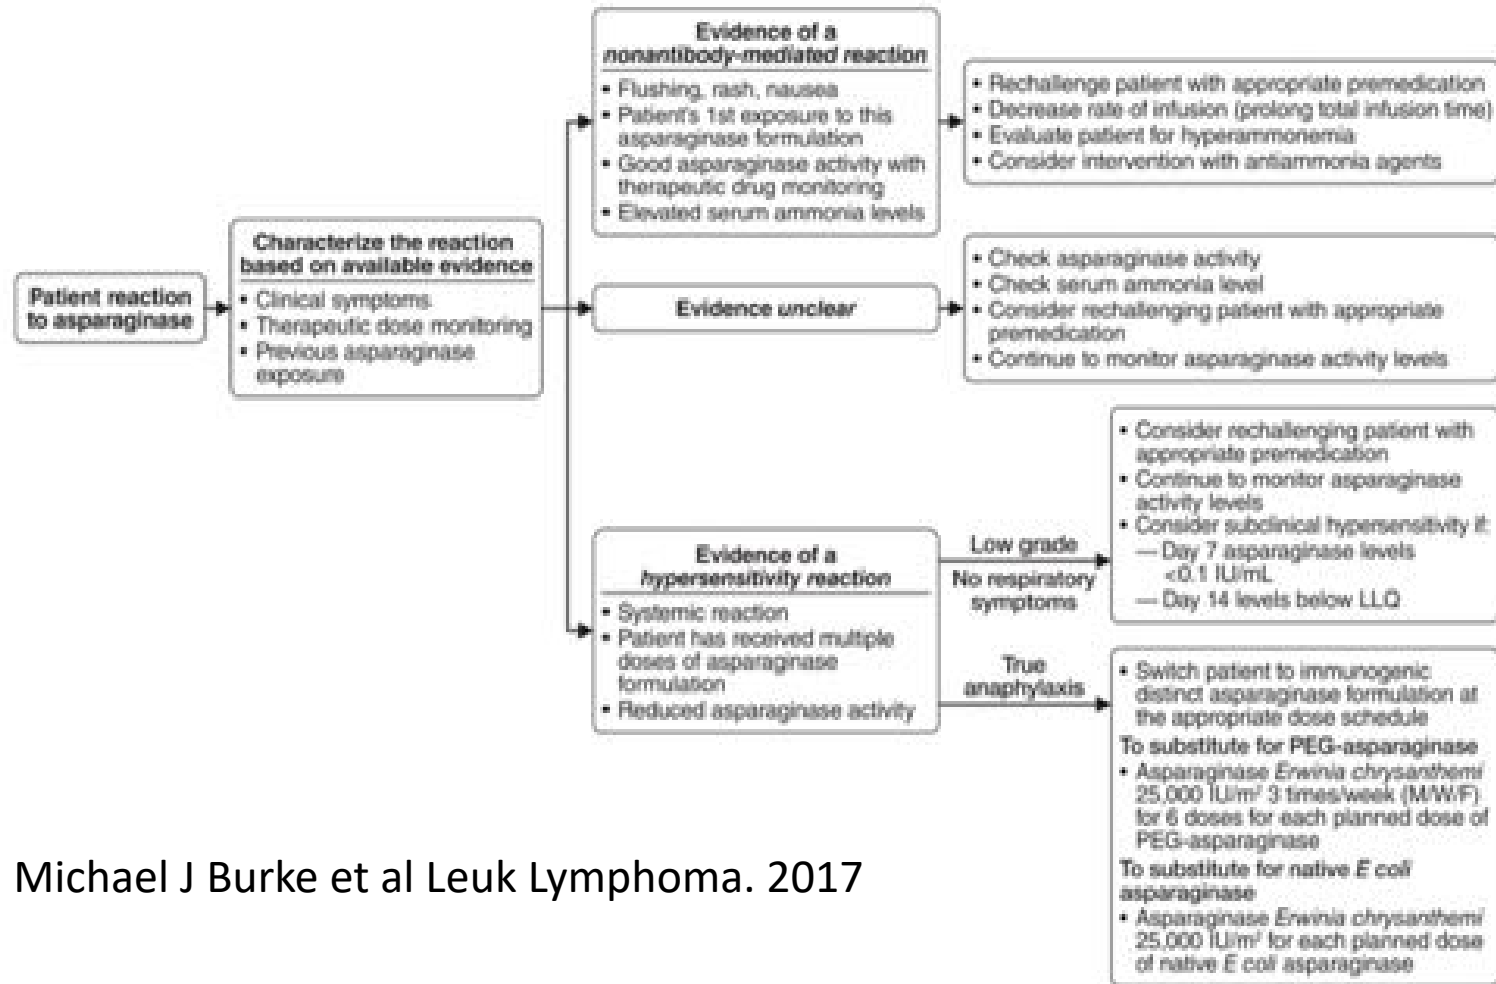 Patient reaction
to asparaginase
Characterize the reaction
based on available evidence
• Clinical symptoms
• Therapeutic dose monitoring
• Previous asparaginase
exposure
Evidence of a
nonantibody-mediated reaction
• Flushing, rash, nausea
• Patient's 1st exposure to this
asparaginase formulation
• Good asparaginase activity with
therapeutic drug monitoring
• Elevated serum ammonia levels
• Rechallenge patient with appropriate premedication
• Decrease rate of infusion (prolong total infusion time)
• Evaluate patient for hyperammonemia
• Consider intervention with antiammonia agents
Evidence unclear
• Check asparaginase activity
• Check serum ammonia level
• Consider rechallenging patient with appropriate
premedication
• Continue to monitor asparaginase activity levels
Evidence of a
hypersensitivity reaction
• Systemic reaction
• Patient has received multiple
doses of asparaginase
formulation
• Reduced asparaginase activity
Low grade
No respiratory
symptoms
• Consider rechallenging patient with
appropriate premedication
• Continue to monitor asparaginase
activity levels
• Consider subclinical hypersensitivity if:
— Day 7 asparaginase levels
<0.1 IU/mL
— Day 14 levels below LLQ
True
anaphylaxis
• Switch patient to immunogenic
distinct asparaginase formulation at
the appropriate dose schedule
To substitute for PEG-asparaginase
• Asparaginase Erwinia chrysanthemi
25,000 IU/m² 3 times/week (M/W/F)
for 6 doses for each planned dose of
PEG-asparaginase
To substitute for native E coli
asparaginase
• Asparaginase Erwinia chrysanthemi
25,000 IU/m² for each planned dose
of native E coli asparaginase
Michael J Burke et al Leuk Lymphoma. 2017